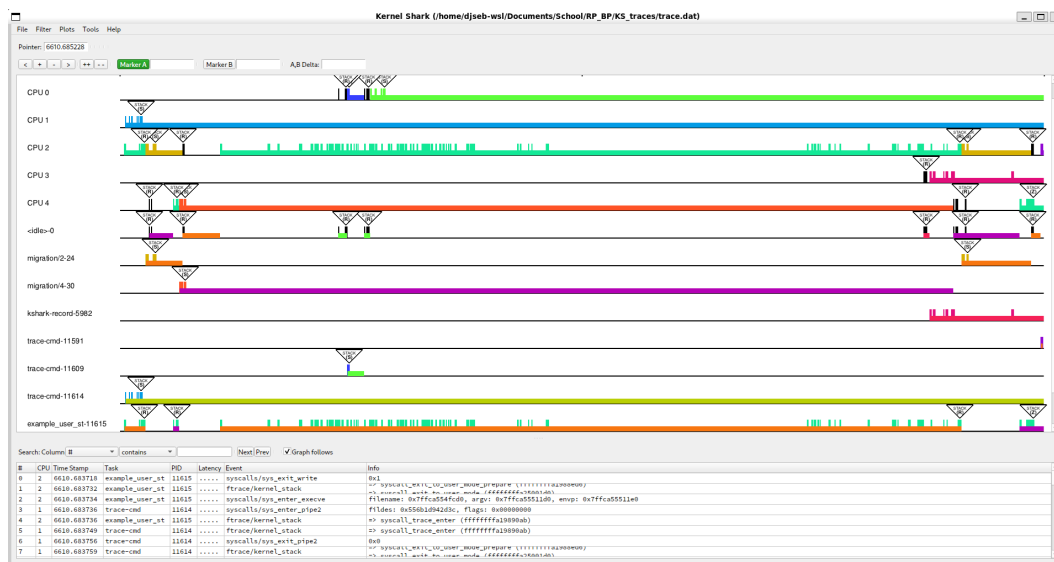 Kernel Shark (/home/djseb-wsl/Documents/School/RP_BP/KS_traces/trace.dat)
File Filter Plots Tools Help
Pointer: 6610.685228
< + - > ++ -- Marker A Marker B A,B Delta:
CPU 0
CPU 1
CPU 2
CPU 3
CPU 4
<idle>-0
migration/2-24
migration/4-30
kshark-record-5982
trace-cmd-11591
trace-cmd-11609
trace-cmd-11614
example_user_st-11615
Search: Column # contains Next Prev Graph follows
# CPU Time Stamp Task PID Latency Event Info
0 2 6610.683718 example_user_st 11615 ..... syscalls/sys_exit_write 0x1
1 2 6610.683732 example_user_st 11615 ..... ftrace/kernel_stack
2 2 6610.683734 example_user_st 11615 ..... syscalls/sys_enter_execve filename: 0x7ffca554fcd0, argv: 0x7ffca55511d0, envp: 0x7ffca55511e0
3 1 6610.683736 trace-cmd 11614 ..... syscalls/sys_enter_pipe2 fildes: 0x556b1d942d3c, flags: 0x00000000
4 2 6610.683736 example_user_st 11615 ..... ftrace/kernel_stack => syscall_trace_enter (ffffffffa19890ab)
5 1 6610.683749 trace-cmd 11614 ..... ftrace/kernel_stack => syscall_trace_enter (ffffffffa19890ab)
6 1 6610.683756 trace-cmd 11614 ..... syscalls/sys_exit_pipe2 0x0
7 1 6610.683759 trace-cmd 11614 ..... ftrace/kernel_stack